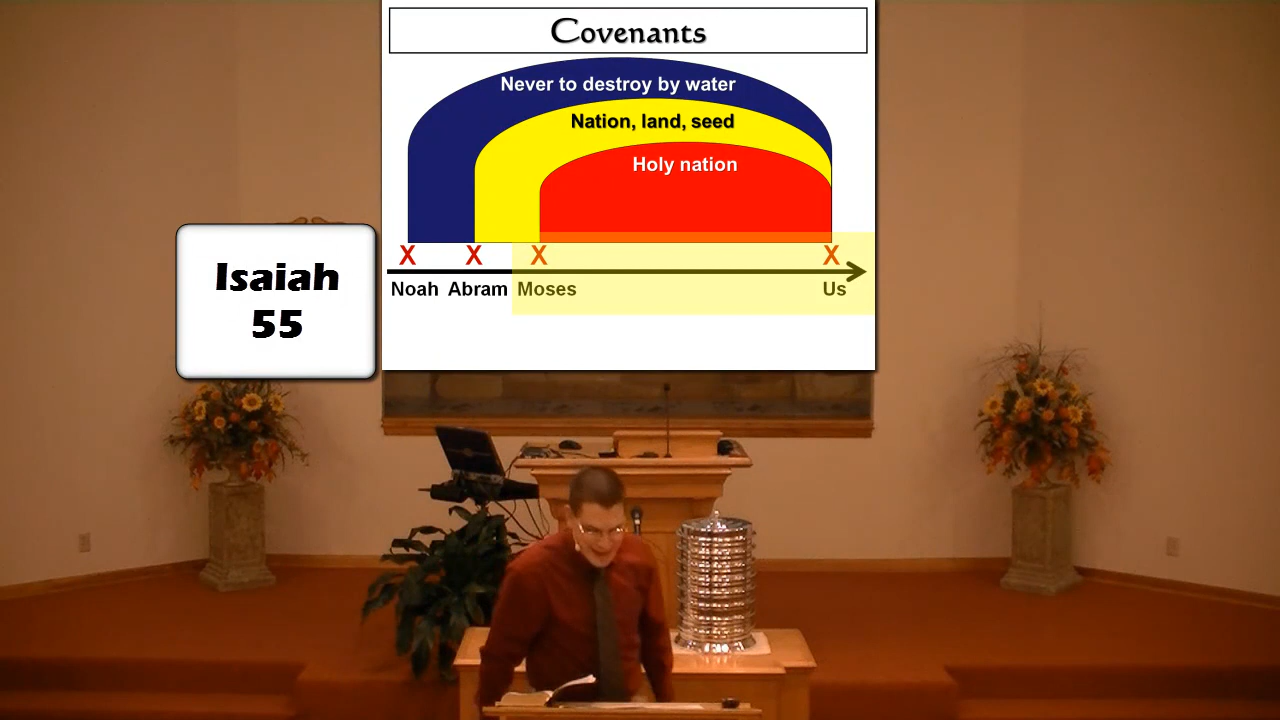 Covenants
Never to destroy by water
Nation, land, seed
Holy nation
X X X X
Noah Abram Moses Us
Isaiah
55